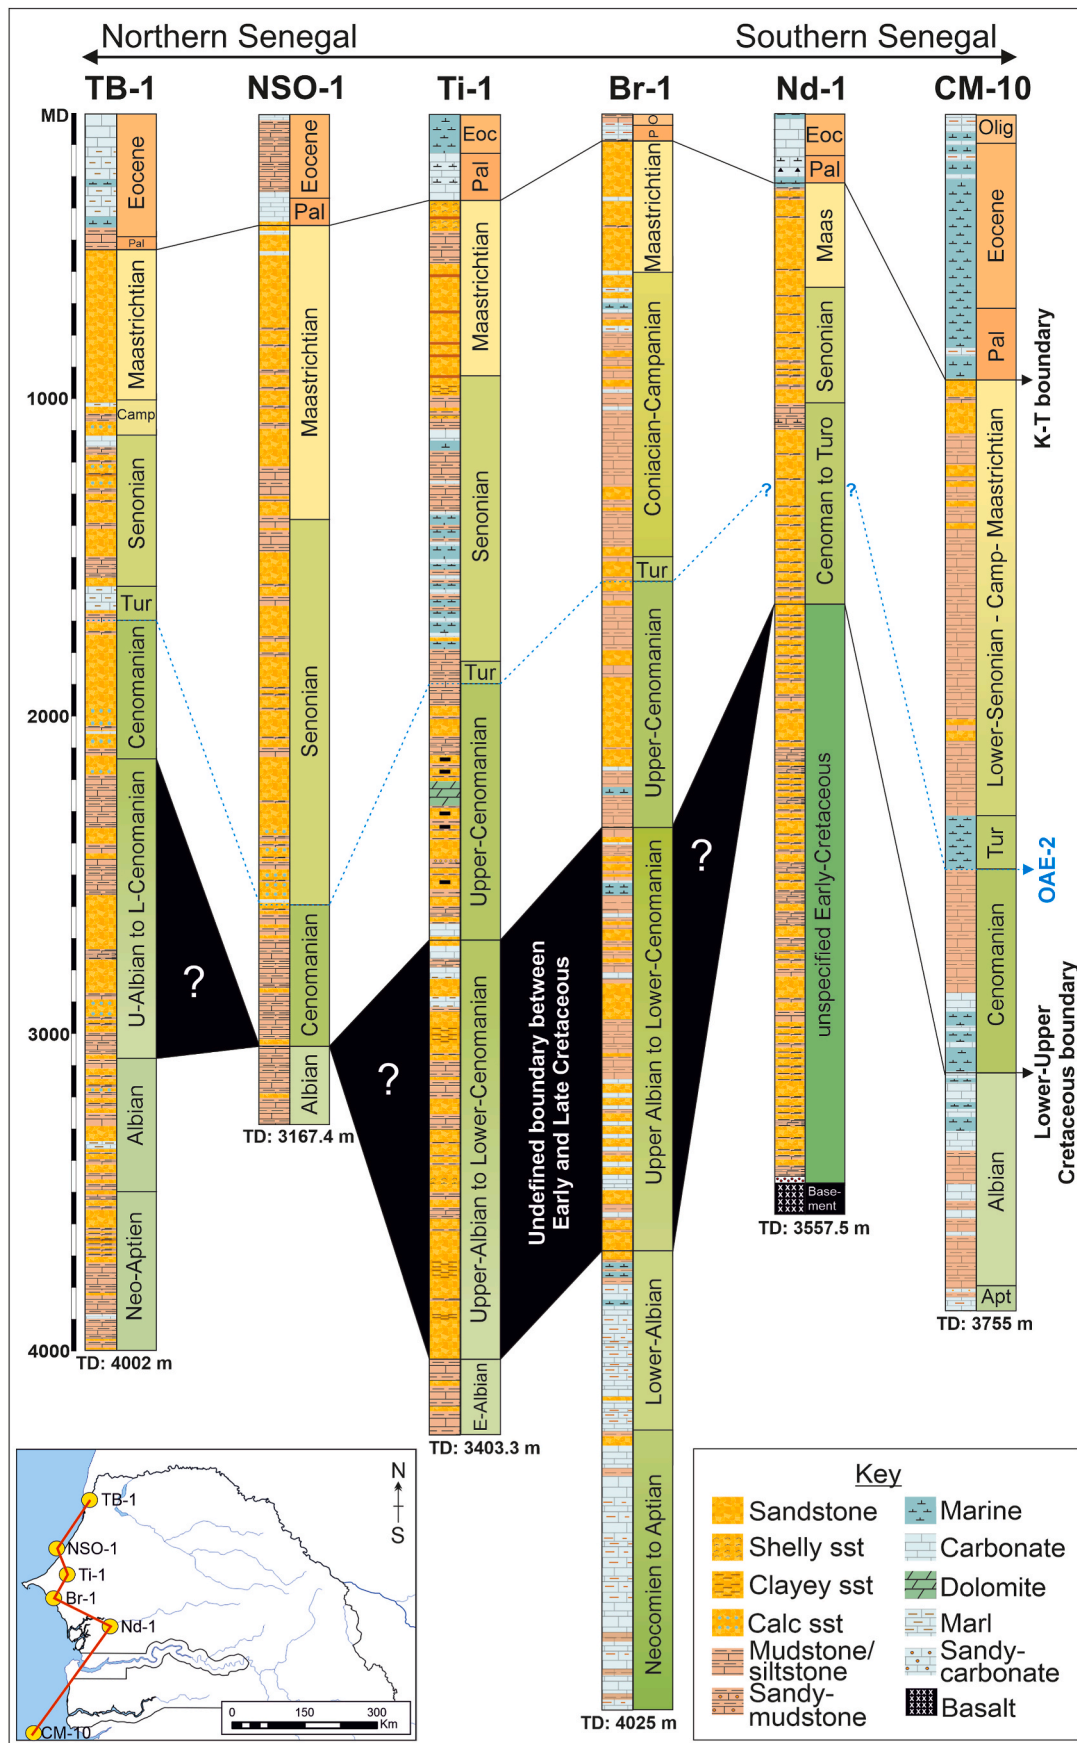 Northern Senegal
Southern Senegal
TB-1
NSO-1
Ti-1
Br-1
Nd-1
CM-10
MD
1000
2000
3000
4000
Eocene
Pal
Maastrichtian
Camp
Senonian
Tur
Cenomanian
U-Albian to L-Cenomanian
Albian
Neo-Aptien
TD: 4002 m
?
Eocene
Pal
Maastrichtian
Senonian
Cenomanian
Albian
TD: 3167.4 m
?
Eoc
Pal
Maastrichtian
Senonian
Tur
Upper-Cenomanian
Upper-Albian to Lower-Cenomanian
E-Albian
TD: 3403.3 m
Undefined boundary between
Early and Late Cretaceous
O
P
Maastrichtian
Coniacian-Campanian
Tur
Upper-Cenomanian
Upper Albian to Lower-Cenomanian
Lower-Albian
Neocomien to Aptian
TD: 4025 m
?
?
Eoc
Pal
Maas
Senonian
Cenoman to Turo
unspecified Early-Cretaceous
Base-
ment
TD: 3557.5 m
?
Olig
Eocene
Pal
Lower-Senonian - Camp- Maastrichtian
Tur
Cenomanian
Albian
Apt
TD: 3755 m
K-T boundary
OAE-2
Lower-Upper
Cretaceous boundary
N
S
TB-1
NSO-1
Ti-1
Br-1
Nd-1
CM-10
0 150 300
Km
Key
Sandstone
Shelly sst
Clayey sst
Calc sst
Mudstone/
siltstone
Sandy-
mudstone
Marine
Carbonate
Dolomite
Marl
Sandy-
carbonate
Basalt